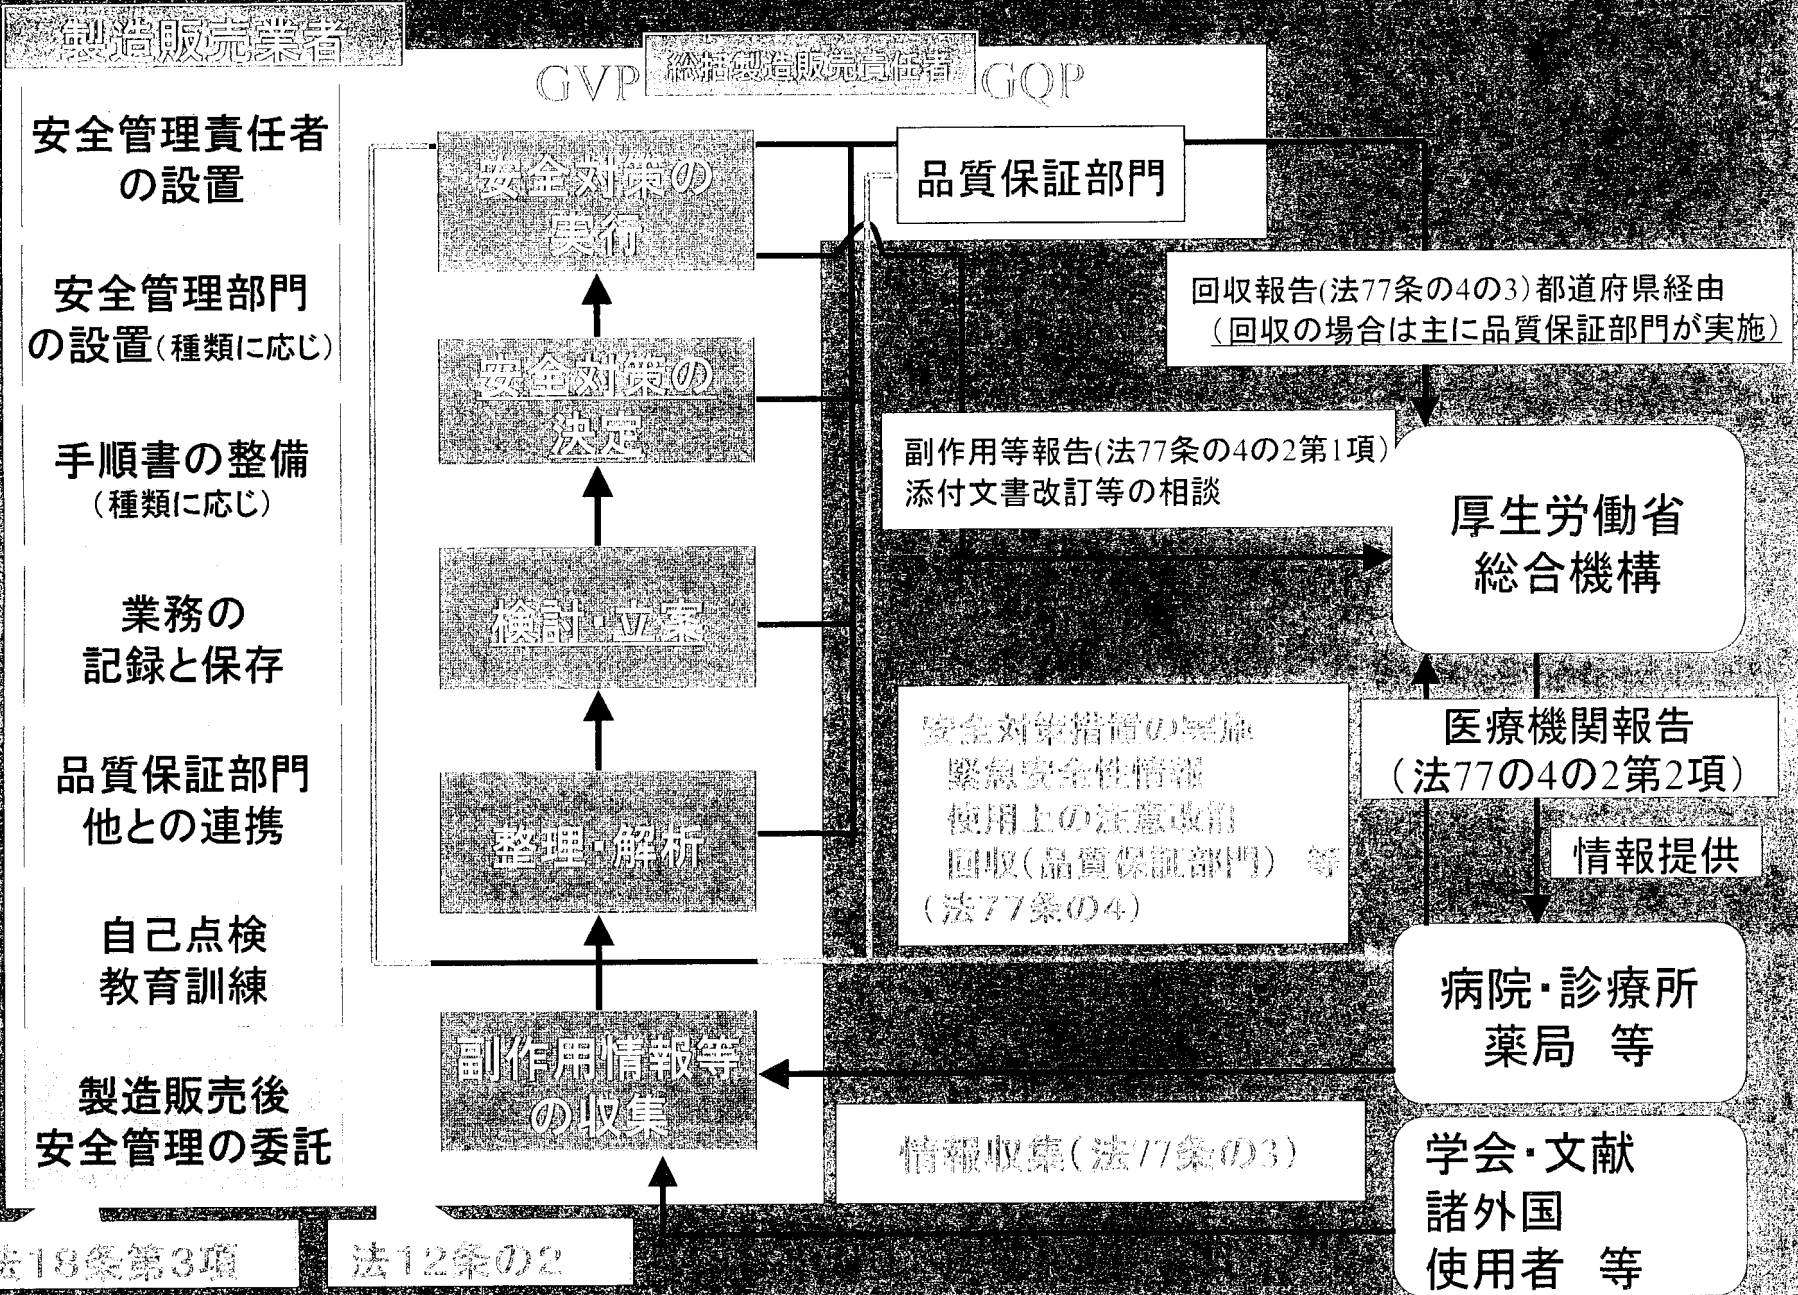 製造販売業者
総括製造販売責任者
GVP
GQP
安全管理責任者
の設置
安全管理部門
の設置(種類に応じ)
手順書の整備
(種類に応じ)
業務の
記録と保存
品質保証部門
他との連携
自己点検
教育訓練
製造販売後
安全管理の委託
法18条第3項
法12条の2
安全対策の
実行
安全対策の
決定
検討・立案
整理・解析
副作用情報等
の収集
品質保証部門
回収報告(法77条の4の3)都道府県経由
(回収の場合は主に品質保証部門が実施)
副作用等報告(法77条の4の2第1項)
添付文書改訂等の相談
厚生労働省
総合機構
安全対策措置の実施
緊急安全性情報
使用上の注意改訂
回収(品質保証部門) 等
(法77条の4)
医療機関報告
(法77の4の2第2項)
情報提供
病院・診療所
薬局 等
情報収集(法77条の3)
学会・文献
諸外国
使用者 等